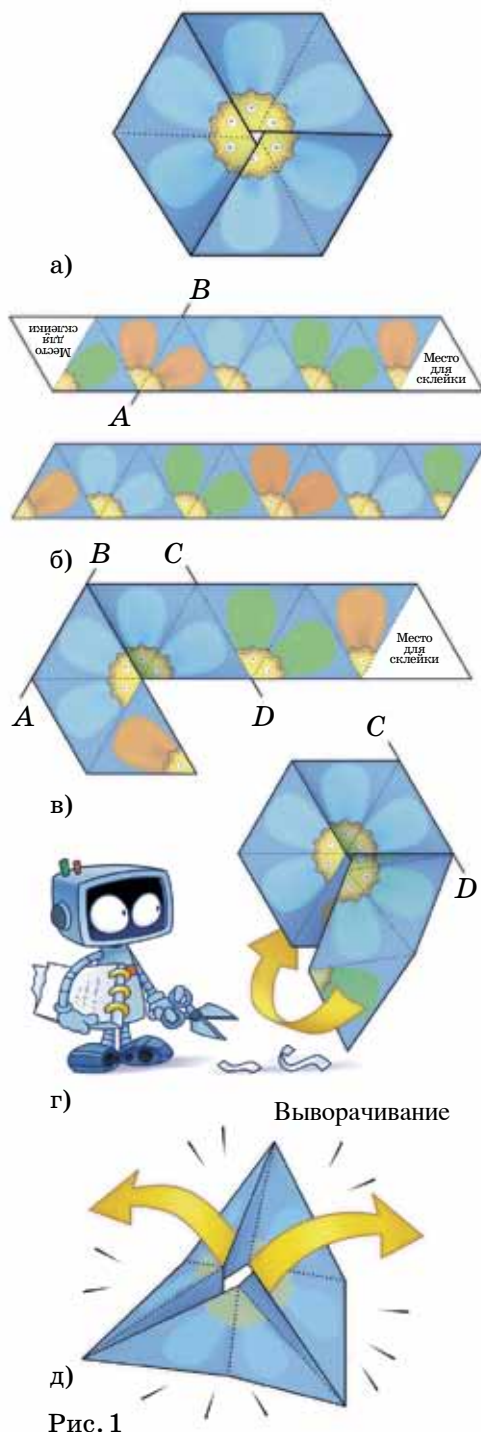 а)
B
Место
для
склейки
Место
для
склейки
A
б)
B
C
Место
для
склейки
A
D
C
в)
D
г)
Выворачивание
д)
Рис. 1